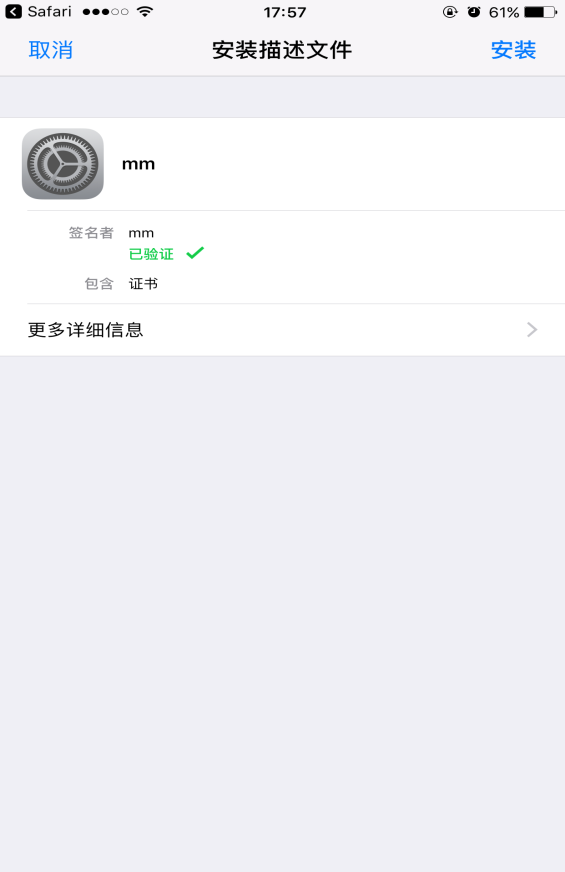 Safari 17:57 61%
取消 安装描述文件 安装
mm
签名者 mm
已验证
包含 证书
更多详细信息